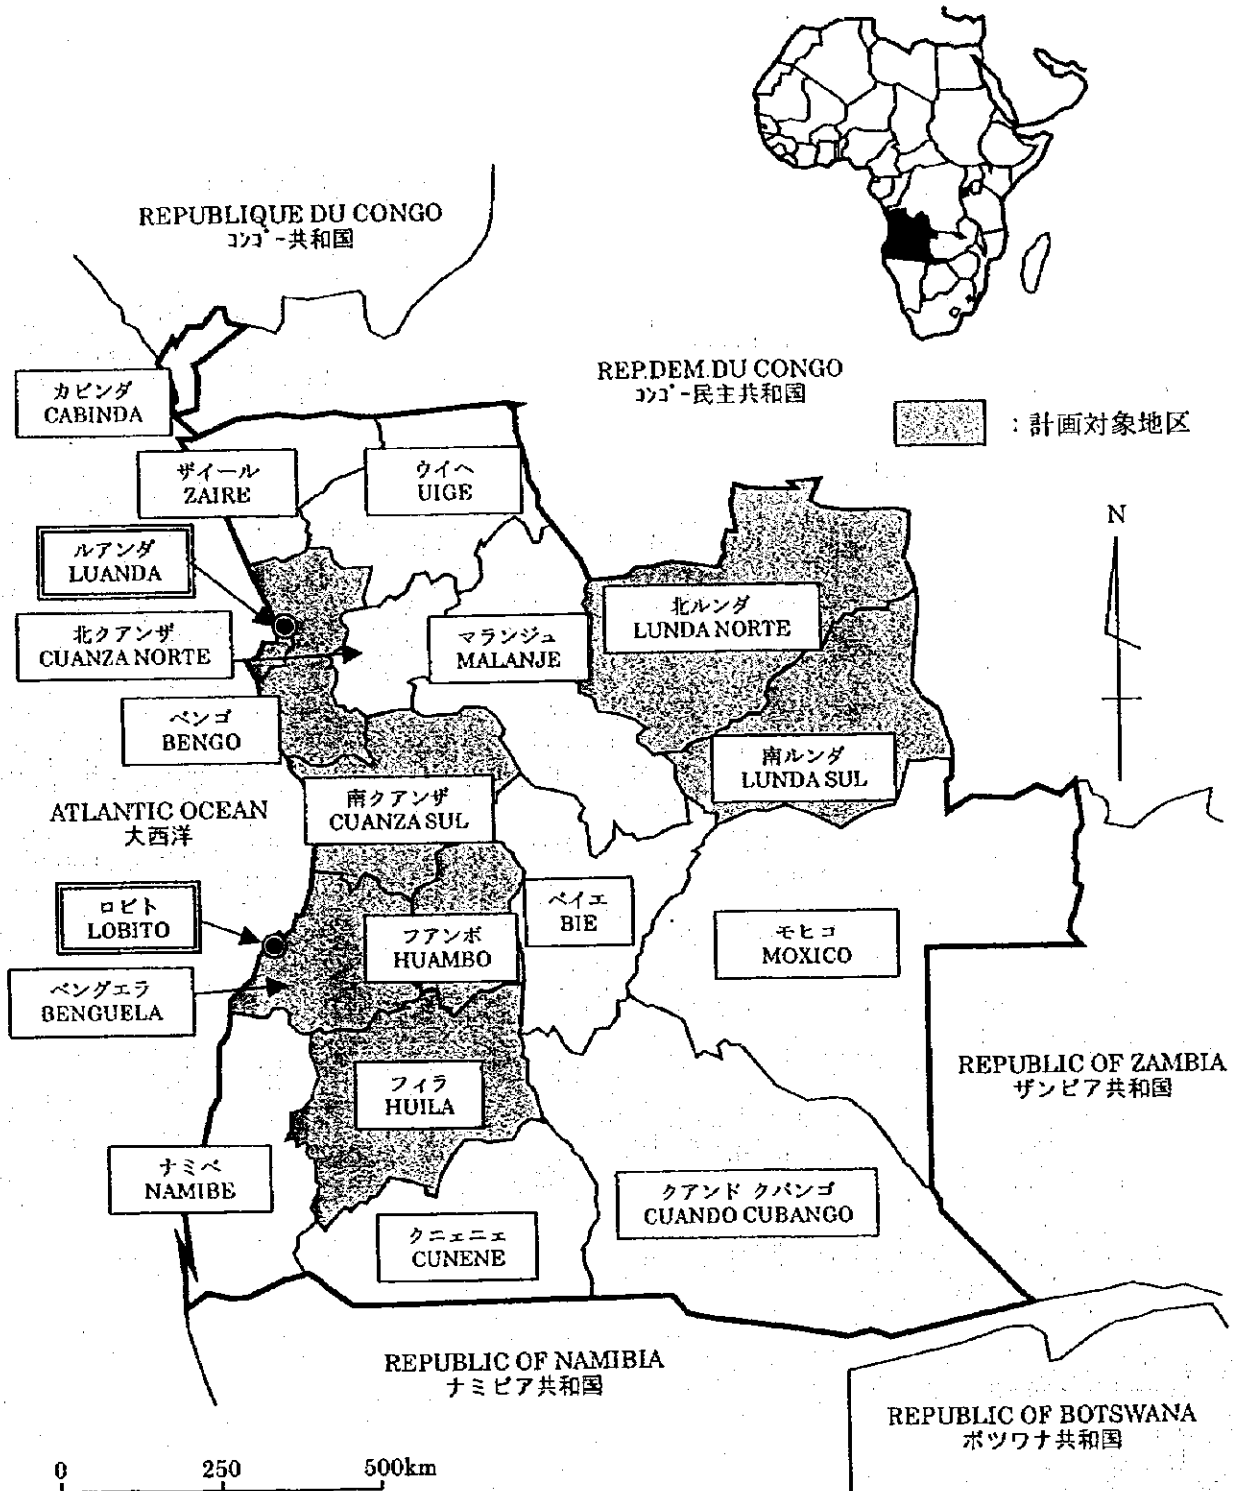 REPUBLIQUE DU CONGO
コンゴー共和国
REP.DEM.DU CONGO
コンゴー民主共和国
カビンダ
CABINDA
：計画対象地区
ザイール
ZAIRE
ウイヘ
UIGE
N
ルアンダ
LUANDA
北ルンダ
LUNDA NORTE
北クアンザ
CUANZA NORTE
マランジュ
MALANJE
ベンゴ
BENGO
南ルンダ
LUNDA SUL
ATLANTIC OCEAN
大西洋
南クアンザ
CUANZA SUL
ロビト
LOBITO
ベイエ
BIE
フアンボ
HUAMBO
モヒコ
MOXICO
ベングエラ
BENGUELA
REPUBLIC OF ZAMBIA
ザンビア共和国
フィラ
HUILA
ナミベ
NAMIBE
クアンド クバンゴ
CUANDO CUBANGO
クニェニェ
CUNENE
REPUBLIC OF NAMIBIA
ナミビア共和国
REPUBLIC OF BOTSWANA
ボツワナ共和国
0 250 500km